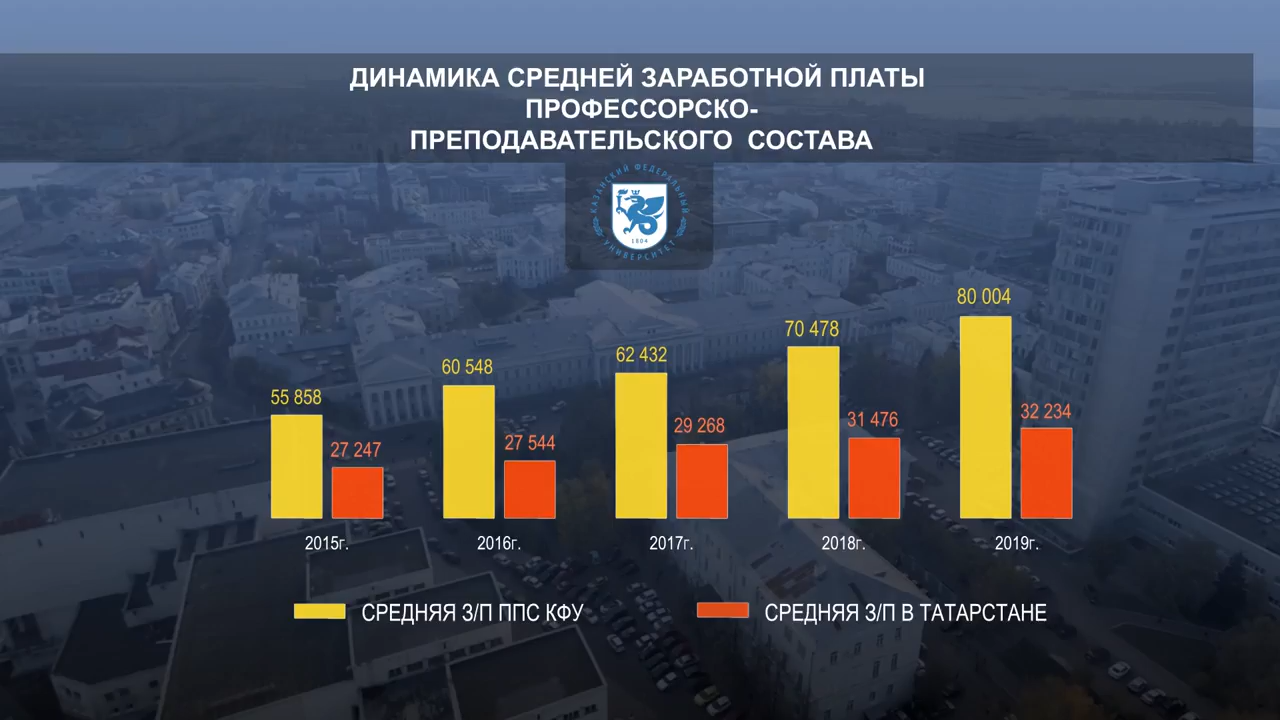 ДИНАМИКА СРЕДНЕЙ ЗАРАБОТНОЙ ПЛАТЫ
ПРОФЕССОРСКО-
ПРЕПОДАВАТЕЛЬСКОГО СОСТАВА
КАЗАНСКИЙ ФЕДЕРАЛЬНЫЙ
1804
УНИВЕРСИТЕТ
55 858
27 247
60 548
27 544
62 432
29 268
70 478
31 476
80 004
32 234
2015г.
2016г.
2017г.
2018г.
2019г.
СРЕДНЯЯ З/П ППС КФУ
СРЕДНЯЯ З/П В ТАТАРСТАНЕ